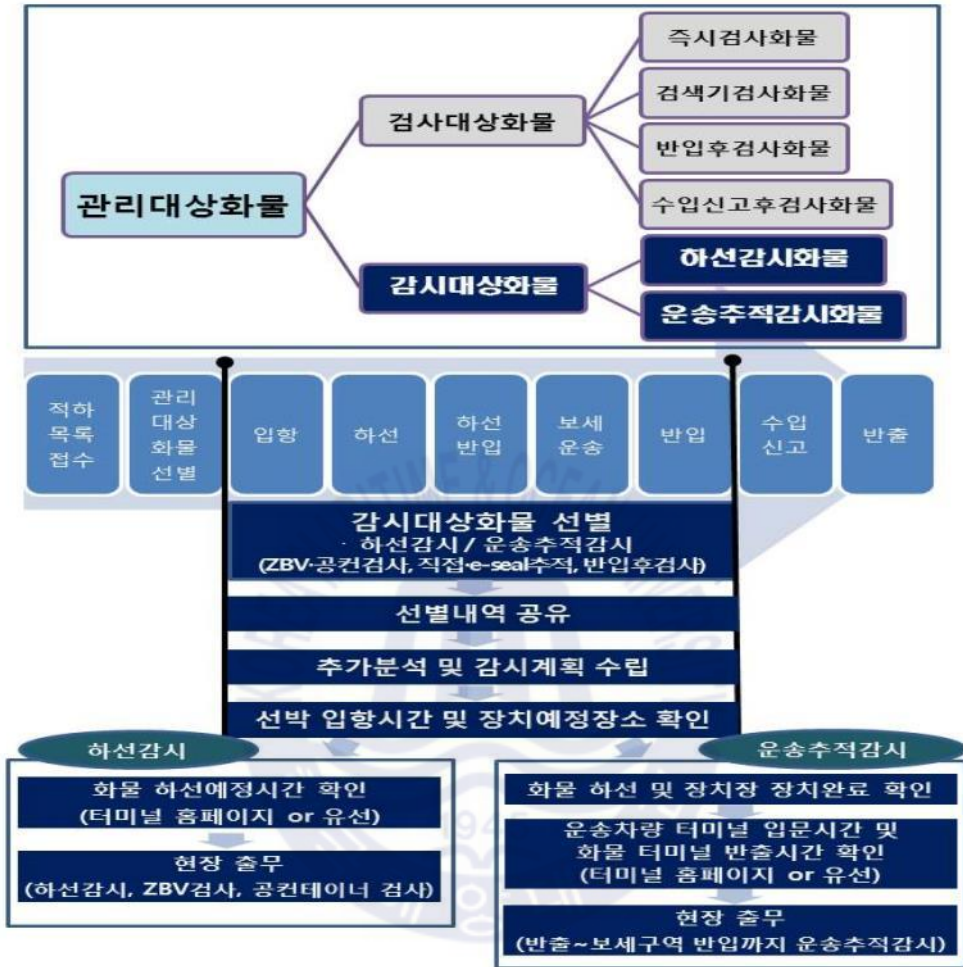 관리대상화물
검사대상화물
즉시검사화물
검색기검사화물
반입후검사화물
수입신고후검사화물
감시대상화물
하선감시화물
운송추적감시화물
적하
목록
접수
관리
대상
화물
선별
입항
하선
하선
반입
보세
운송
반입
수입
신고
반출
감시대상화물 선별
· 하선감시 / 운송추적감시
(ZBV·공컨검사, 직접·e-seal추적, 반입후검사)
선별내역 공유
추가분석 및 감시계획 수립
선박 입항시간 및 장치예정장소 확인
하선감시
화물 하선예정시간 확인
(터미널 홈페이지 or 유선)
현장 출무
(하선감시, ZBV검사, 공컨테이너 검사)
운송추적감시
화물 하선 및 장치장 장치완료 확인
운송차량 터미널 입문시간 및
화물 터미널 반출시간 확인
(터미널 홈페이지 or 유선)
현장 출무
(반출~보세구역 반입까지 운송추적감시)